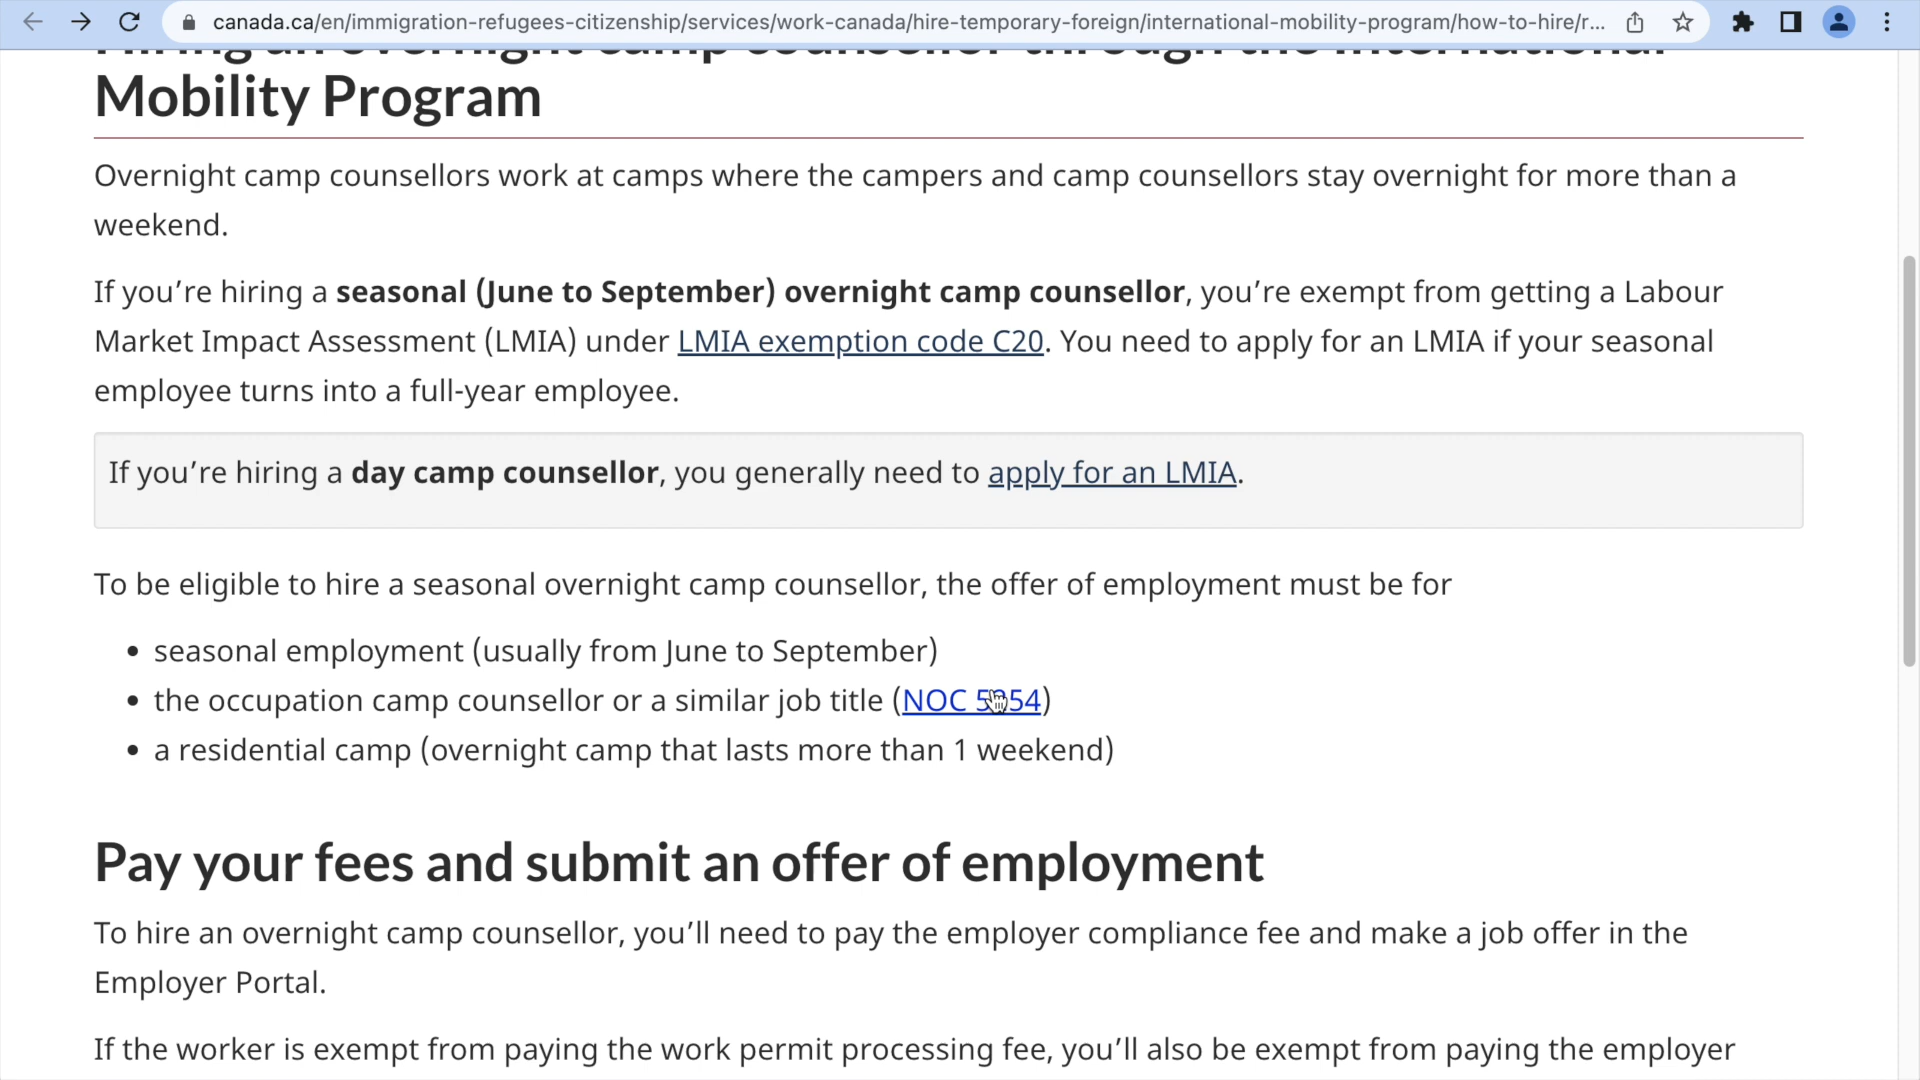 canada.ca/en/immigration-refugees-citizenship/services/work-canada/hire-temporary-foreign/international-mobility-program/how-to-hire/r...
Hiring an overnight camp counsellor through the International
Mobility Program
Overnight camp counsellors work at camps where the campers and camp counsellors stay overnight for more than a
weekend.
If you’re hiring a seasonal (June to September) overnight camp counsellor, you’re exempt from getting a Labour
Market Impact Assessment (LMIA) under LMIA exemption code C20. You need to apply for an LMIA if your seasonal
employee turns into a full-year employee.
If you’re hiring a day camp counsellor, you generally need to apply for an LMIA.
To be eligible to hire a seasonal overnight camp counsellor, the offer of employment must be for
• seasonal employment (usually from June to September)
• the occupation camp counsellor or a similar job title (NOC 5254)
• a residential camp (overnight camp that lasts more than 1 weekend)
Pay your fees and submit an offer of employment
To hire an overnight camp counsellor, you’ll need to pay the employer compliance fee and make a job offer in the
Employer Portal.
If the worker is exempt from paying the work permit processing fee, you’ll also be exempt from paying the employer